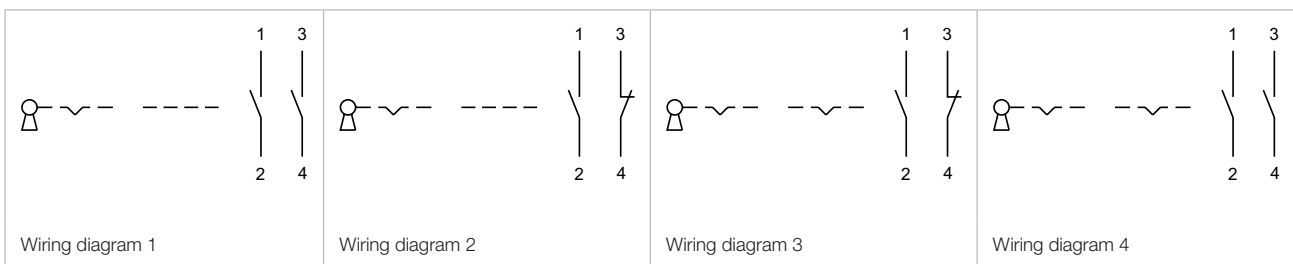 1 3 1 3 1 3 1 3
2 4 2 4 2 4 2 4
Wiring diagram 1
Wiring diagram 2
Wiring diagram 3
Wiring diagram 4